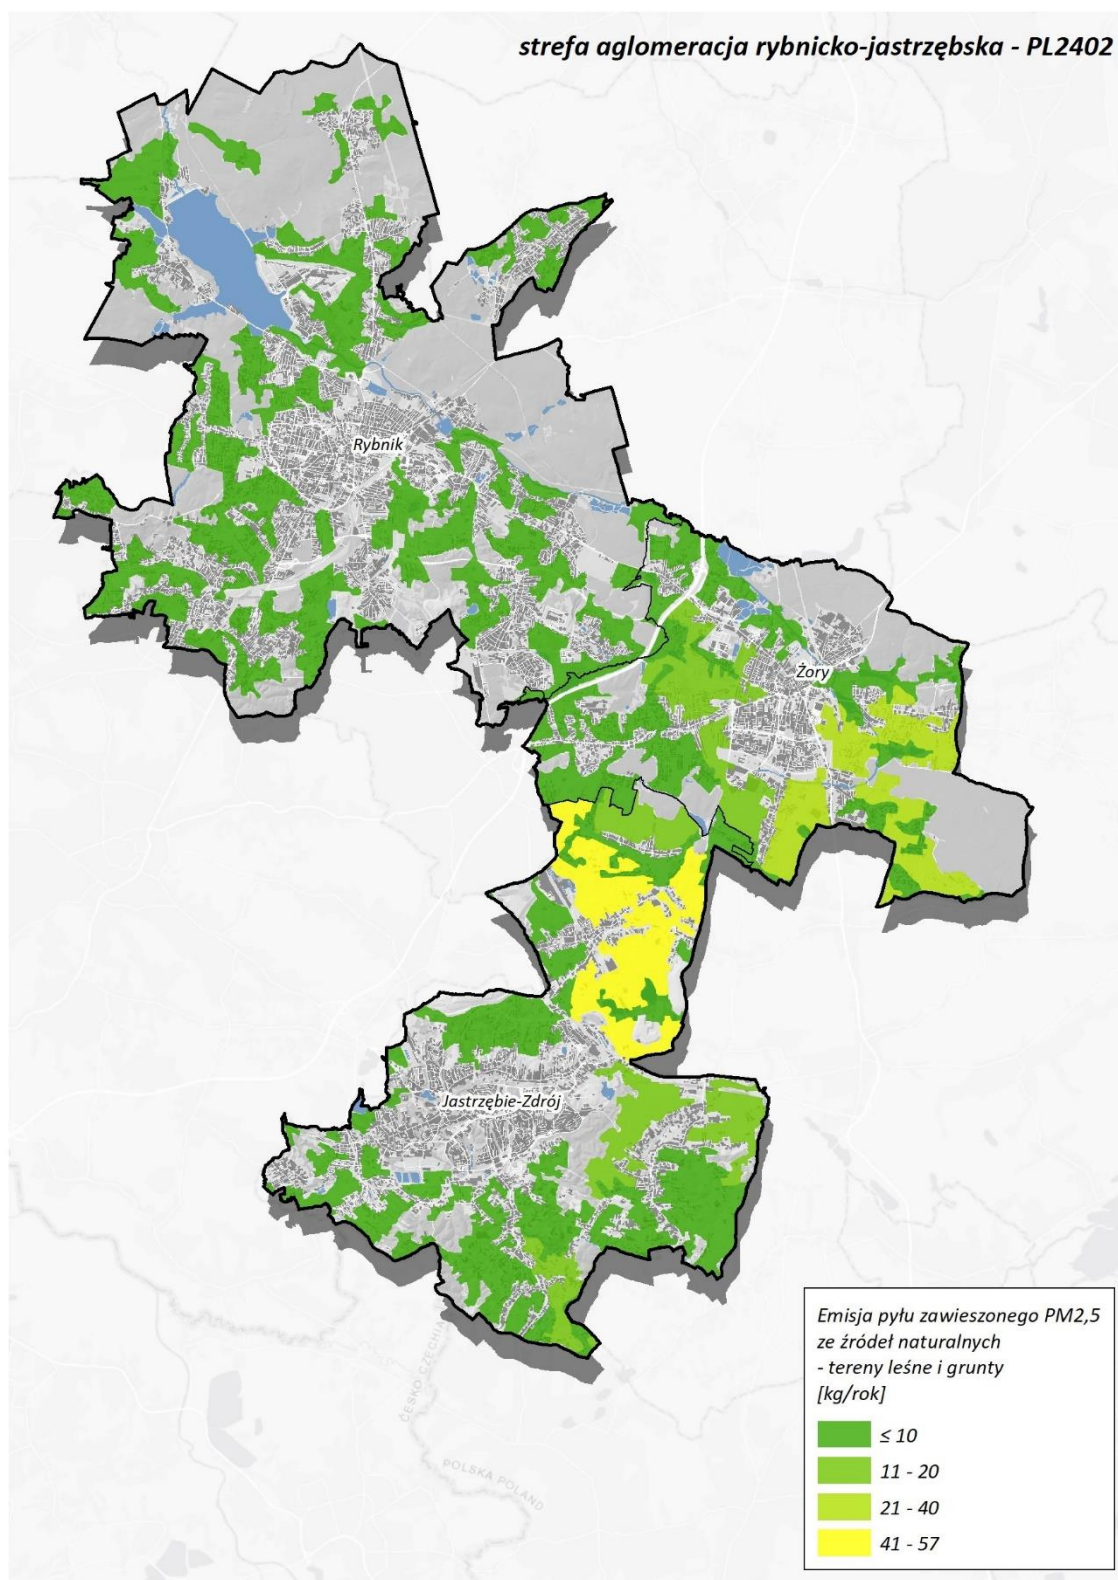 strefa aglomeracja rybnicko-jastrzębska - PL2402
Rybnik
Żory
Jastrzębie-Zdrój
Emisja pyłu zawieszonego PM2,5
ze źródeł naturalnych
- tereny leśne i grunty
[kg/rok]
≤ 10
11 - 20
21 - 40
41 - 57
ČESKO CZECHIA
POLSKA POLAND